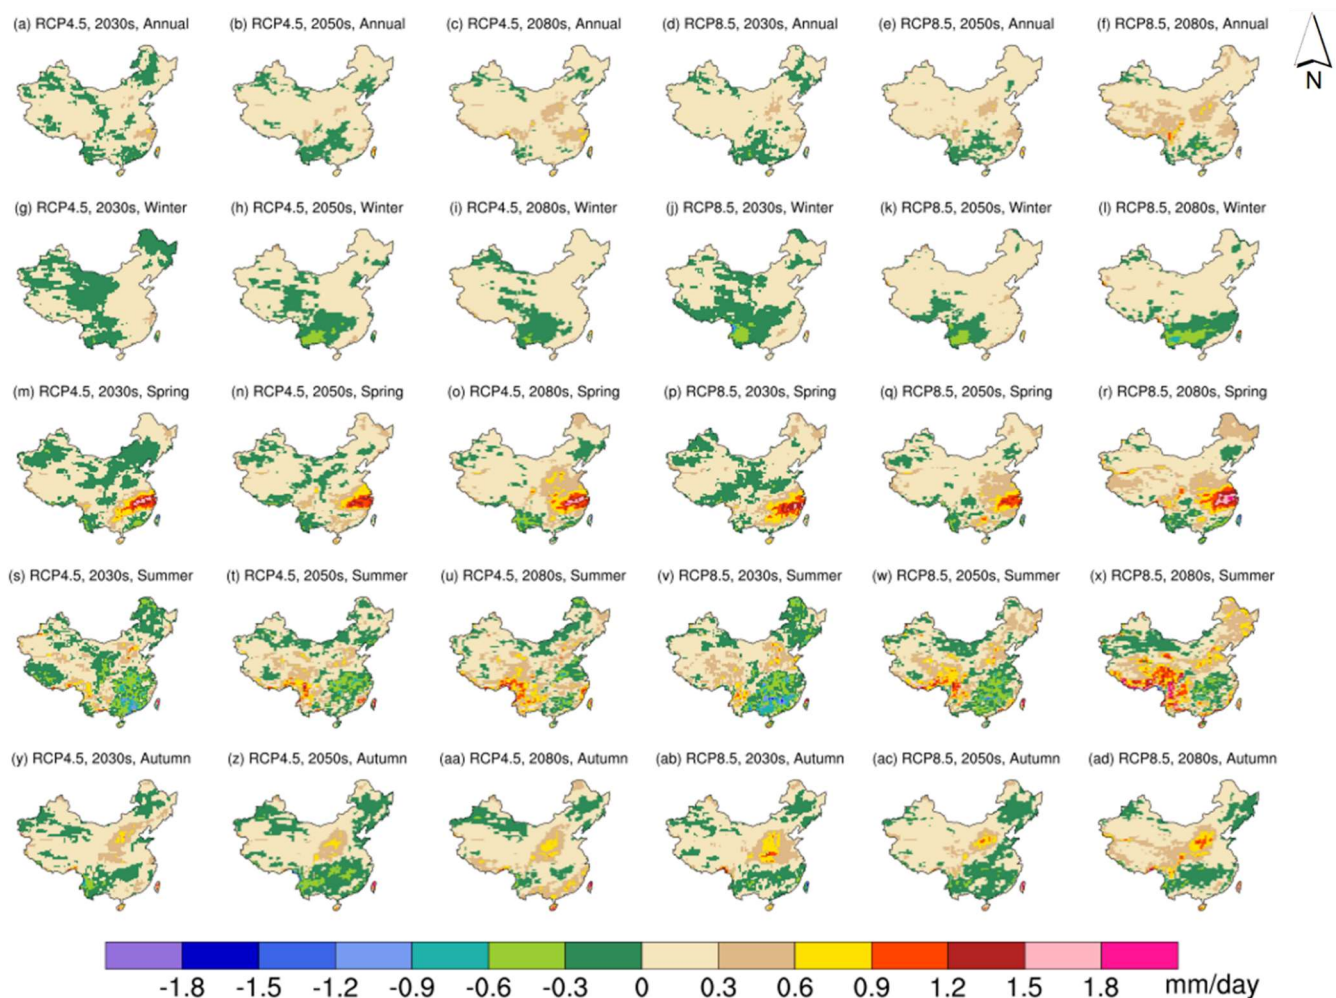 (a) RCP4.5, 2030s, Annual (b) RCP4.5, 2050s, Annual (c) RCP4.5, 2080s, Annual (d) RCP8.5, 2030s, Annual (e) RCP8.5, 2050s, Annual (f) RCP8.5, 2080s, Annual
N
(g) RCP4.5, 2030s, Winter (h) RCP4.5, 2050s, Winter (i) RCP4.5, 2080s, Winter (j) RCP8.5, 2030s, Winter (k) RCP8.5, 2050s, Winter (l) RCP8.5, 2080s, Winter
(m) RCP4.5, 2030s, Spring (n) RCP4.5, 2050s, Spring (o) RCP4.5, 2080s, Spring (p) RCP8.5, 2030s, Spring (q) RCP8.5, 2050s, Spring (r) RCP8.5, 2080s, Spring
(s) RCP4.5, 2030s, Summer (t) RCP4.5, 2050s, Summer (u) RCP4.5, 2080s, Summer (v) RCP8.5, 2030s, Summer (w) RCP8.5, 2050s, Summer (x) RCP8.5, 2080s, Summer
(y) RCP4.5, 2030s, Autumn (z) RCP4.5, 2050s, Autumn (aa) RCP4.5, 2080s, Autumn (ab) RCP8.5, 2030s, Autumn (ac) RCP8.5, 2050s, Autumn (ad) RCP8.5, 2080s, Autumn
-1.8 -1.5 -1.2 -0.9 -0.6 -0.3 0 0.3 0.6 0.9 1.2 1.5 1.8 mm/day